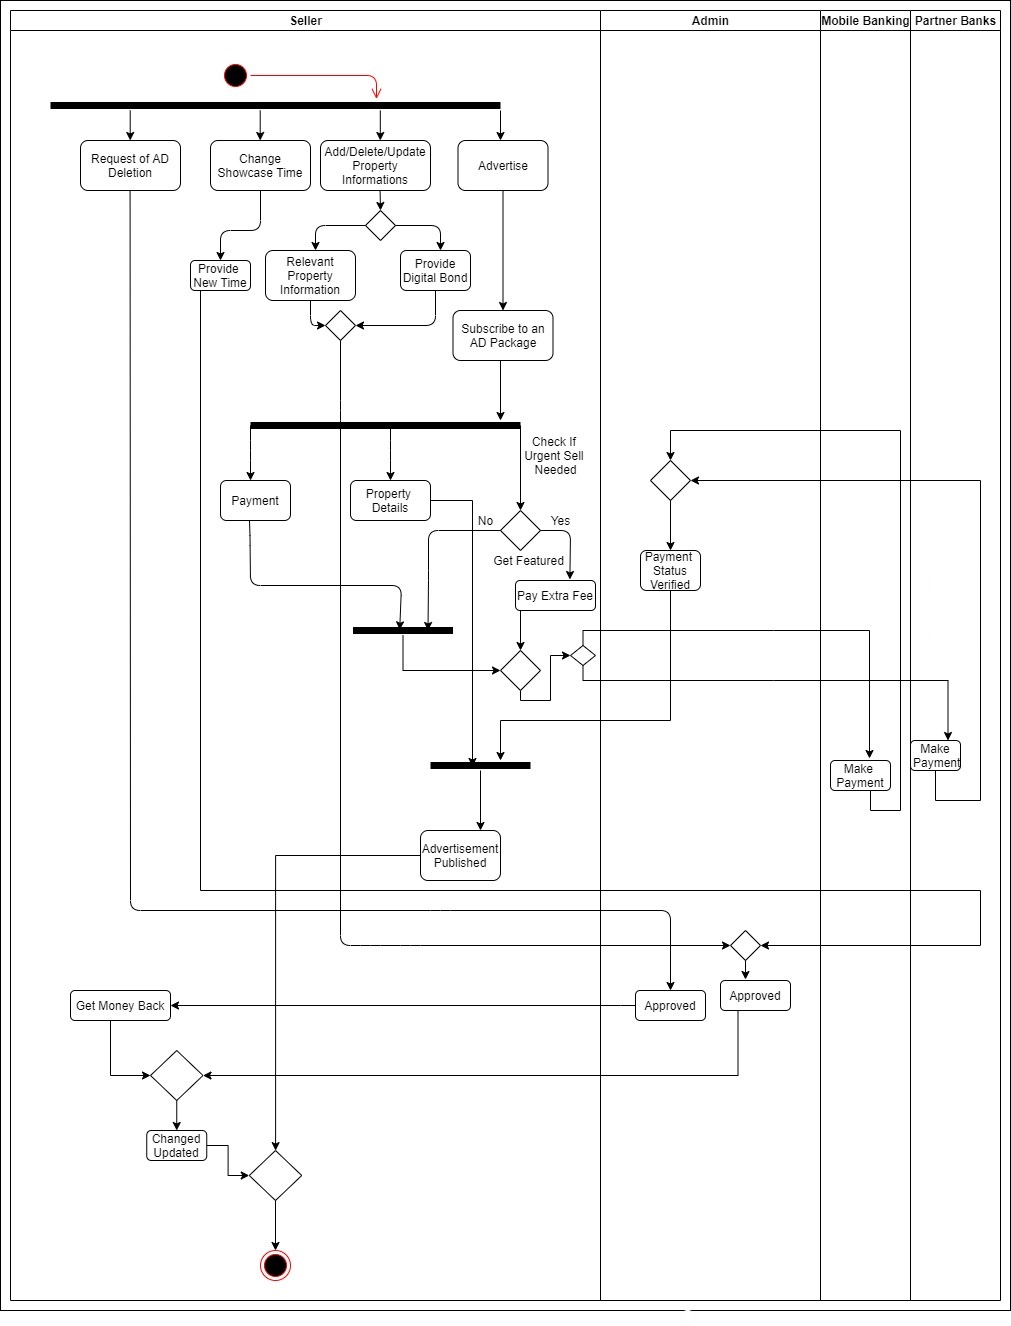 Seller
Admin
Mobile Banking
Partner Banks
Request of AD
Deletion
Change
Showcase Time
Add/Delete/Update
Property
Informations
Advertise
Provide
New Time
Relevant
Property
Information
Provide
Digital Bond
Subscribe to an
AD Package
Check If
Urgent Sell
Needed
Payment
Property
Details
No
Yes
Get Featured
Payment
Status
Verified
Pay Extra Fee
Make
Payment
Make
Payment
Advertisement
Published
Get Money Back
Approved
Approved
Changed
Updated